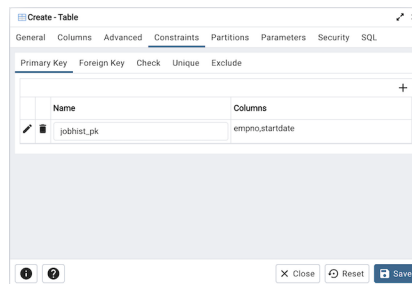 Create - Table
General Columns Advanced Constraints Partitions Parameters Security SQL
Primary Key Foreign Key Check Unique Exclude
Name Columns
jobhist_pk empno,startdate
Close Reset Save